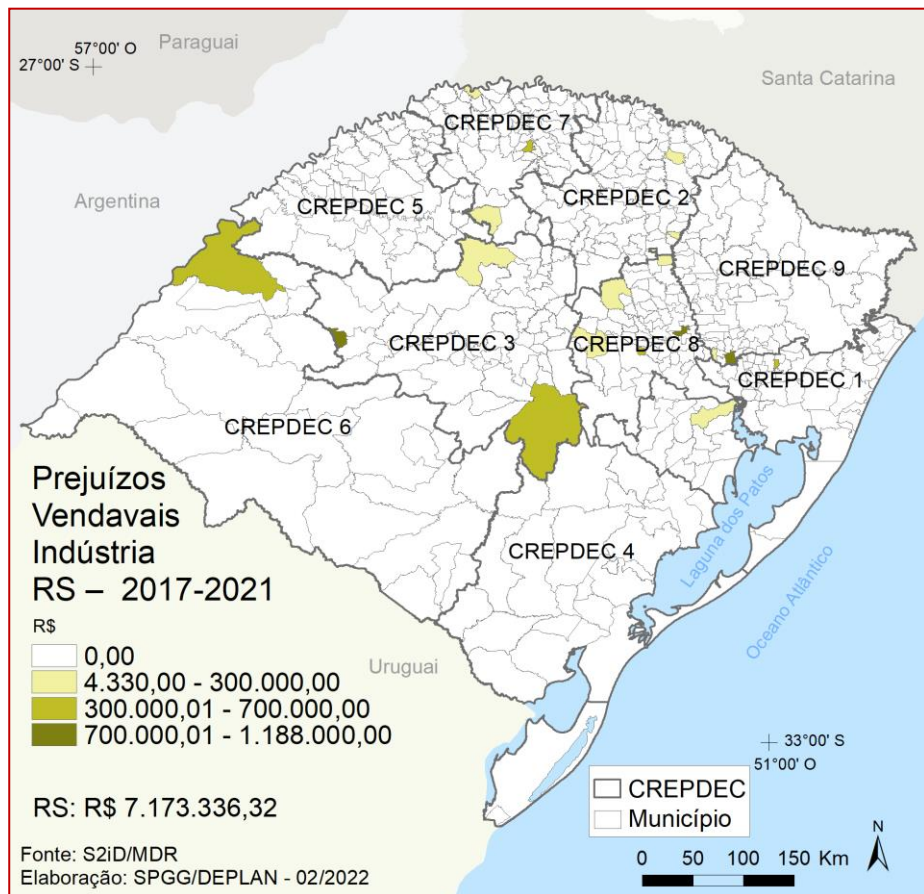 Paraguai
57°00' O
27°00' S
Santa Catarina
CREPDEC 7
CREPDEC 2
Argentina
CREPDEC 5
CREPDEC 9
CREPDEC 3
CREPDEC 8
CREPDEC 1
CREPDEC 6
CREPDEC 4
Laguna dos Patos
Oceano Atlântico
Uruguai
Prejuízos
Vendavais
Indústria
RS – 2017-2021
R$
0,00
4.330,00 - 300.000,00
300.000,01 - 700.000,00
700.000,01 - 1.188.000,00
RS: R$ 7.173.336,32
Fonte: S2iD/MDR
Elaboração: SPGG/DEPLAN - 02/2022
33°00' S
51°00' O
CREPDEC
Município
N
0 50 100 150 Km